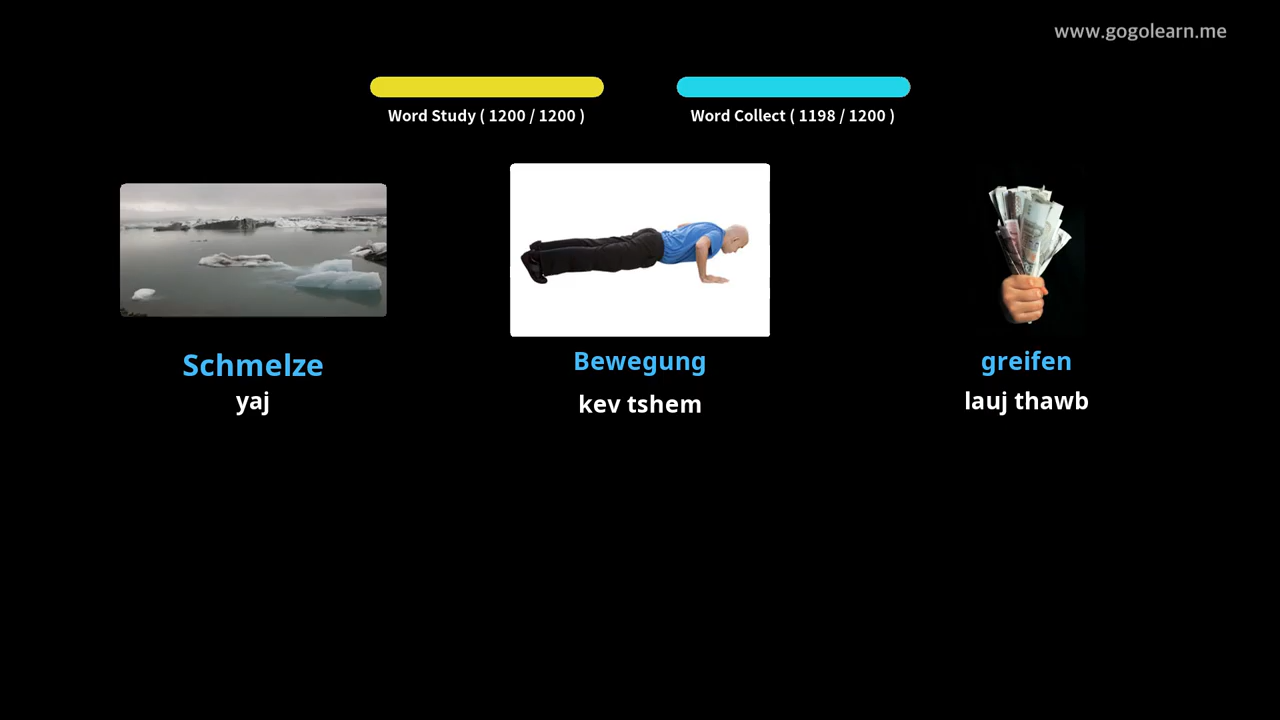 www.gogolearn.me
Word Study ( 1200 / 1200 )
Word Collect ( 1198 / 1200 )
Schmelze
yaj
Bewegung
kev tshem
greifen
lauj thawb